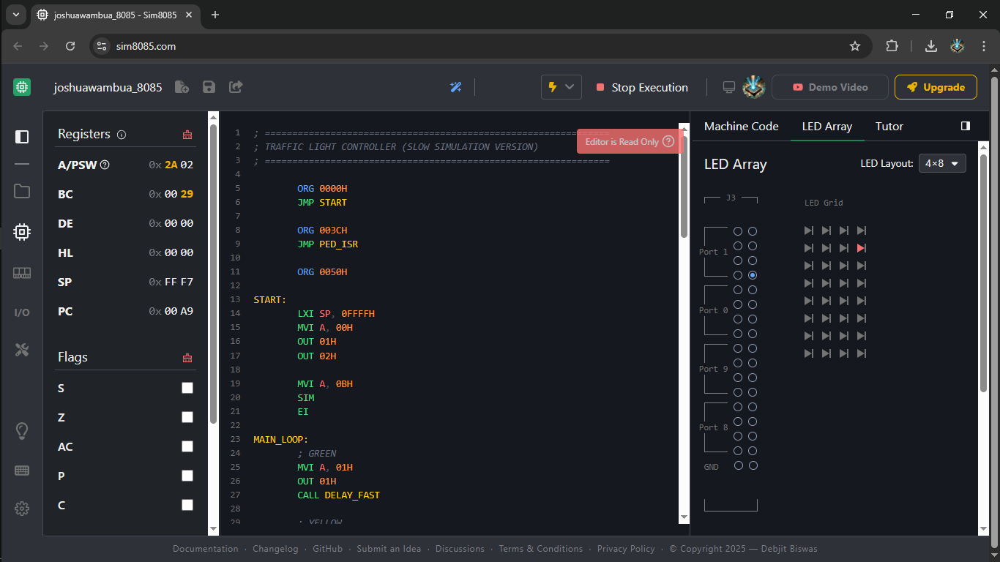 joshuawambua_8085 - Sim8085
sim8085.com
joshuawambua_8085
Stop Execution
Demo Video
Upgrade
Registers
A/PSW 0x 2A 02
BC 0x 00 29
DE 0x 00 00
HL 0x 00 00
SP 0x FF F7
PC 0x 00 A9
Flags
S
Z
AC
P
C
I/O
Editor is Read Only
1 ; ===============================================================
2 ; TRAFFIC LIGHT CONTROLLER (SLOW SIMULATION VERSION)
3 ; ===============================================================
4
5 ORG 0000H
6 JMP START
7
8 ORG 003CH
9 JMP PED_ISR
10
11 ORG 0050H
12
13 START:
14 LXI SP, 0FFFFH
15 MVI A, 00H
16 OUT 01H
17 OUT 02H
18
19 MVI A, 0BH
20 SIM
21 EI
22
23 MAIN_LOOP:
24 ; GREEN
25 MVI A, 01H
26 OUT 01H
27 CALL DELAY_FAST
28
29 ; YELLOW
Machine Code
LED Array
Tutor
LED Array
LED Layout: 4×8
J3
LED Grid
Port 1
Port 0
Port 9
Port 8
GND
Documentation · Changelog · GitHub · Submit an Idea · Discussions · Terms & Conditions · Privacy Policy · © Copyright 2025 — Debjit Biswas